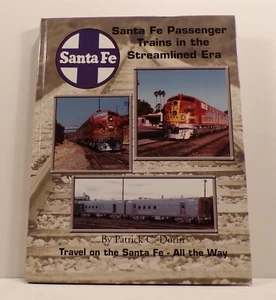 Santa Fe Passenger
Trains in the
Streamlined Era
Santa Fe
By Patrick C. Dorin
Travel on the Santa Fe - All the Way